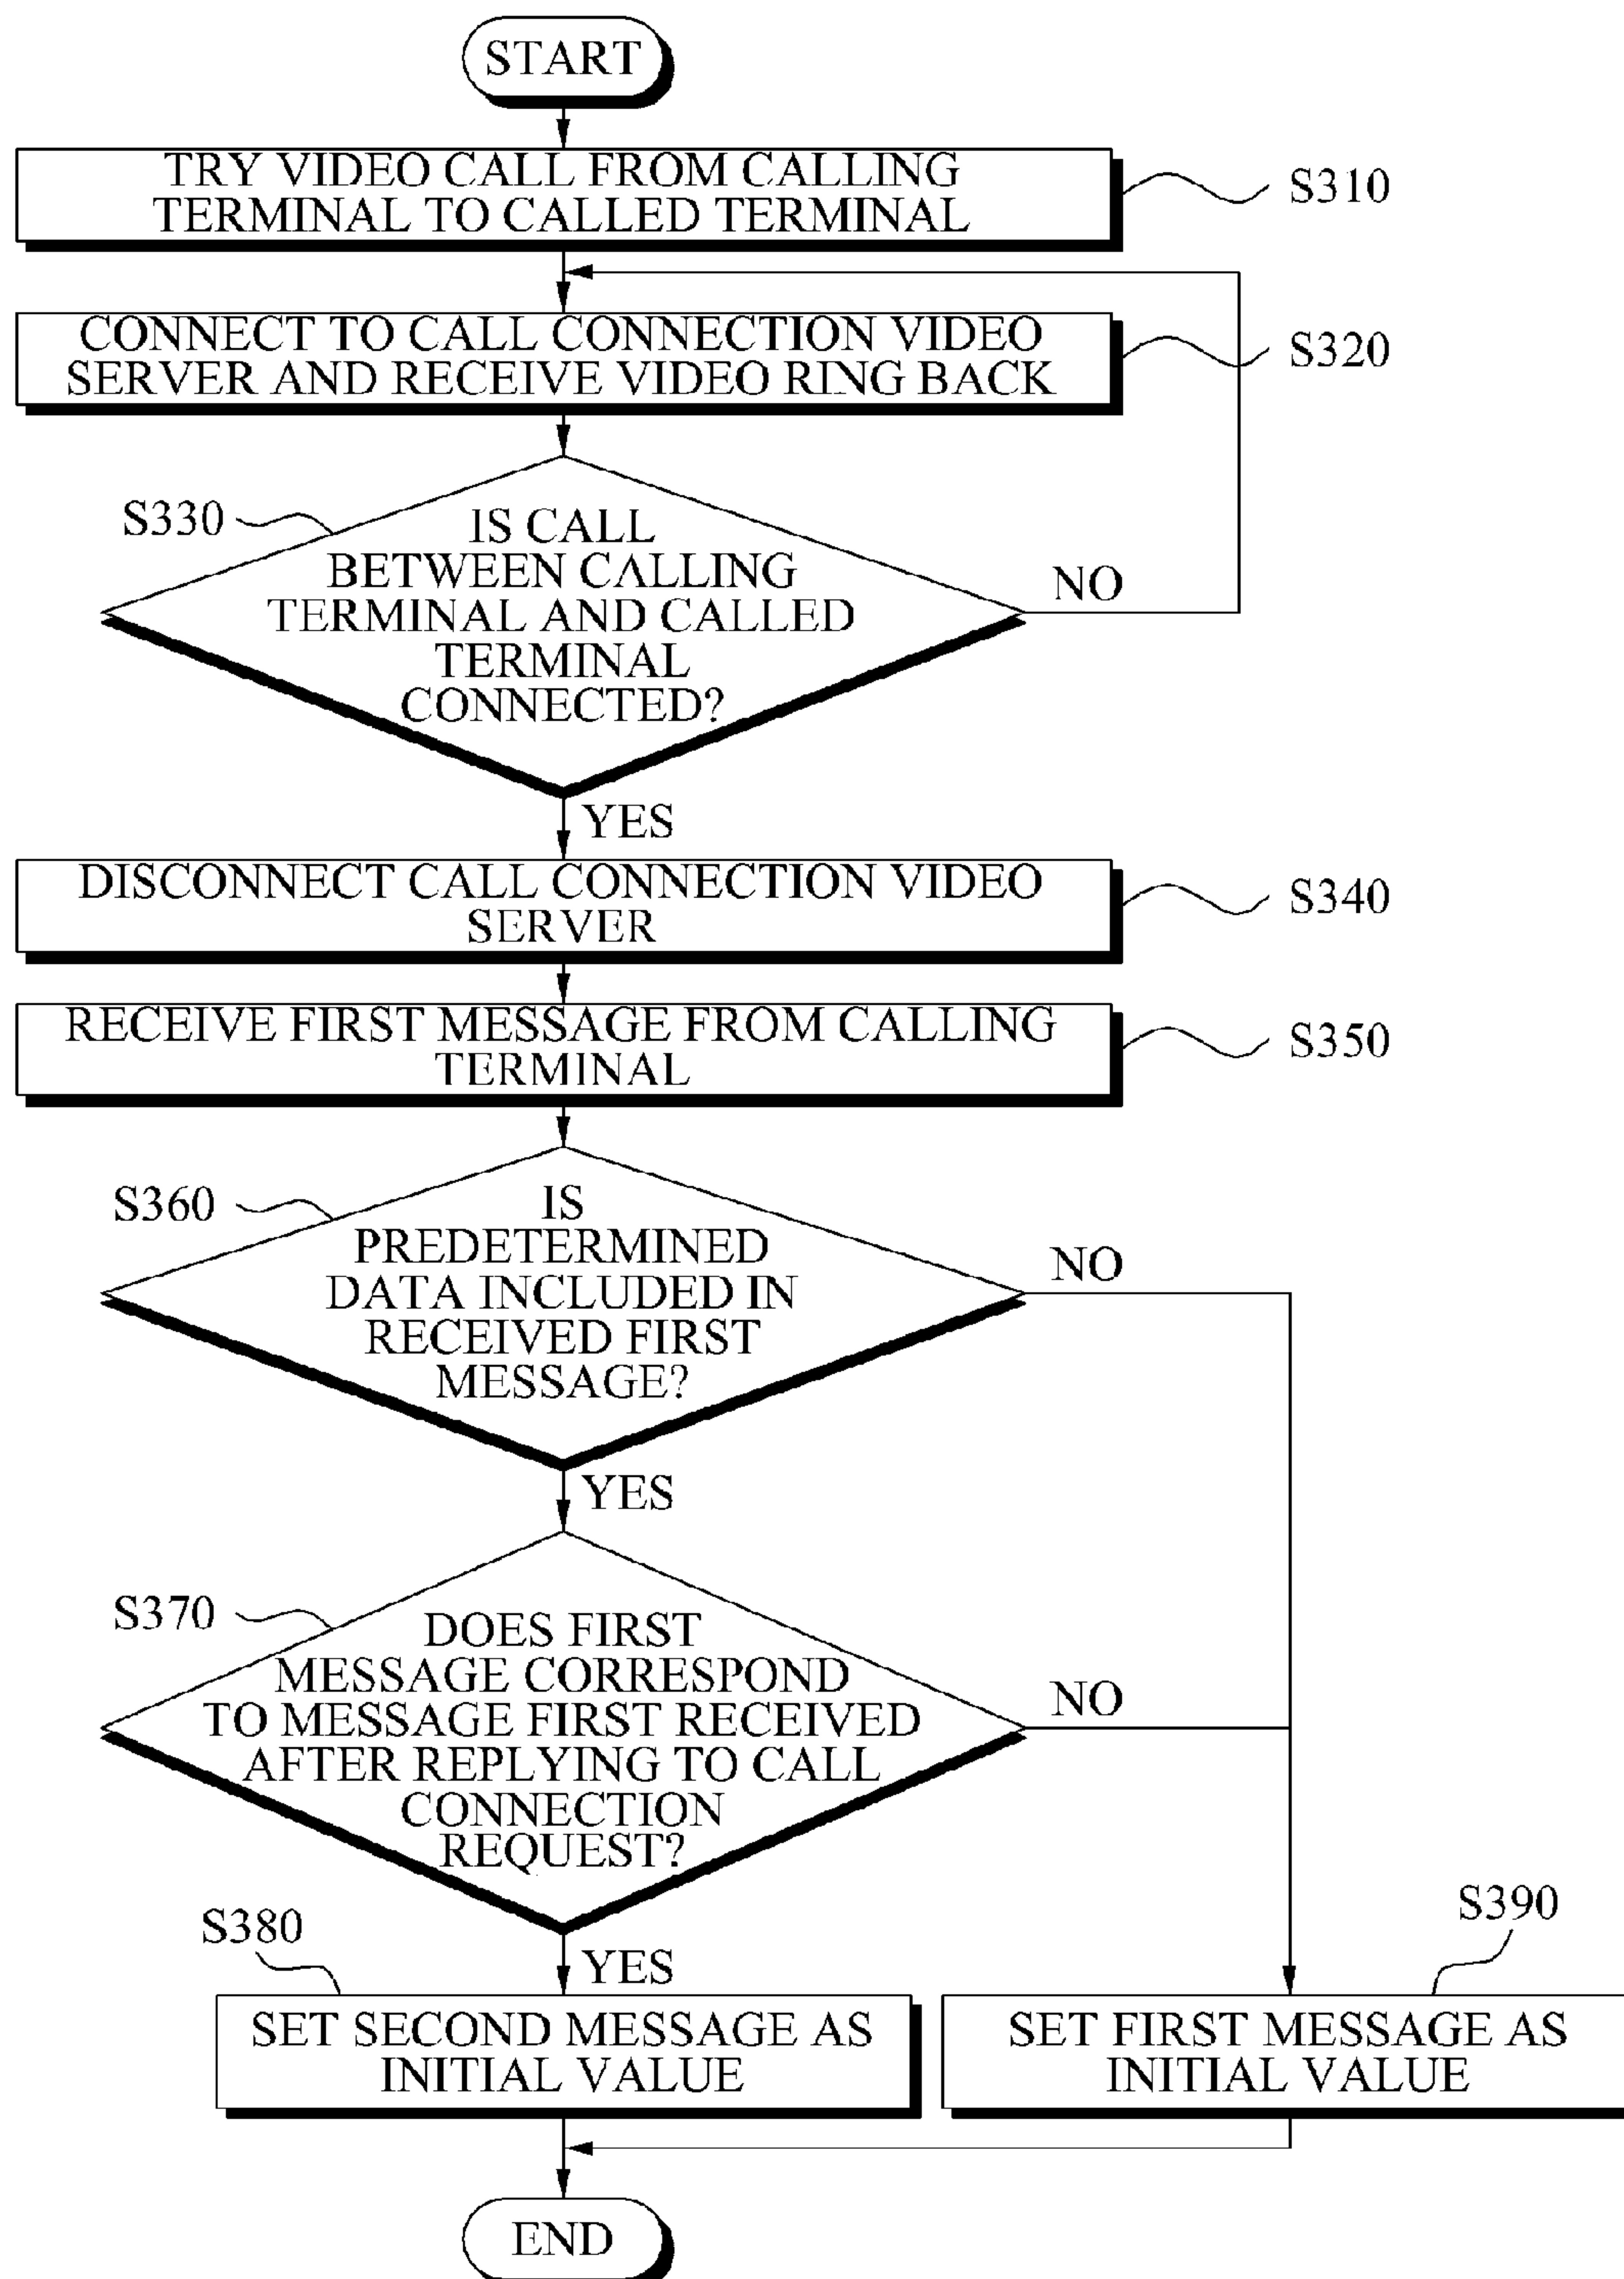 START
TRY VIDEO CALL FROM CALLING
TERMINAL TO CALLED TERMINAL
S310
CONNECT TO CALL CONNECTION VIDEO
SERVER AND RECEIVE VIDEO RING BACK
S320
S330
IS CALL
BETWEEN CALLING
TERMINAL AND CALLED
TERMINAL
CONNECTED?
NO
YES
DISCONNECT CALL CONNECTION VIDEO
SERVER
S340
RECEIVE FIRST MESSAGE FROM CALLING
TERMINAL
S350
S360
IS
PREDETERMINED
DATA INCLUDED IN
RECEIVED FIRST
MESSAGE?
NO
YES
S370
DOES FIRST
MESSAGE CORRESPOND
TO MESSAGE FIRST RECEIVED
AFTER REPLYING TO CALL
CONNECTION
REQUEST?
NO
YES
S380
SET SECOND MESSAGE AS
INITIAL VALUE
S390
SET FIRST MESSAGE AS
INITIAL VALUE
END